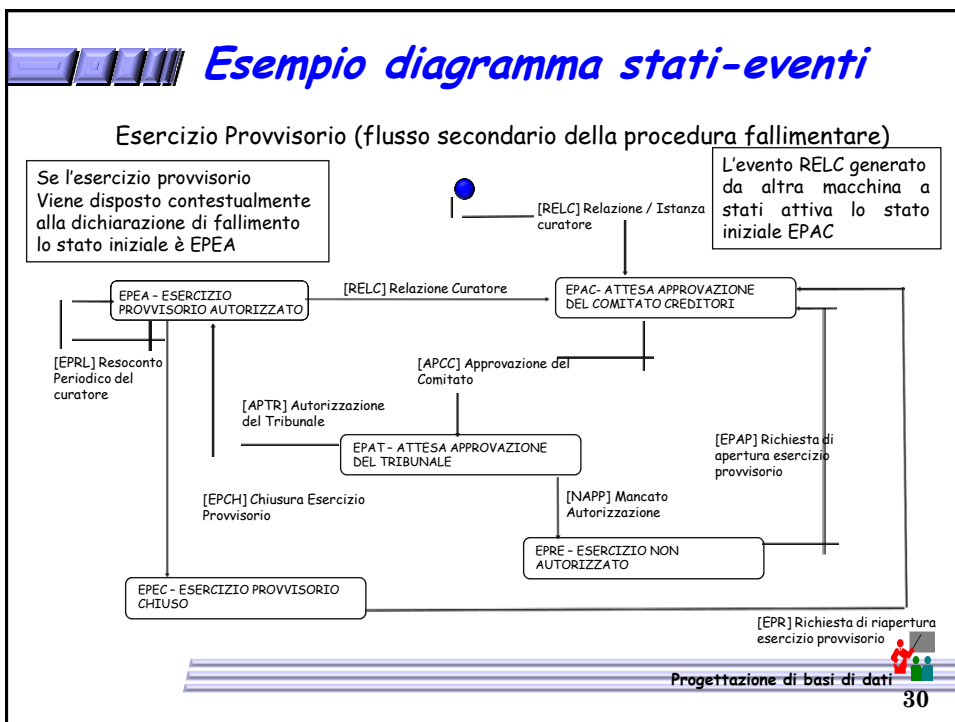 Esempio diagramma stati-eventi
Esercizio Provvisorio (flusso secondario della procedura fallimentare)
Se l'esercizio provvisorio
Viene disposto contestualmente
alla dichiarazione di fallimento
lo stato iniziale è EPEA
L'evento RELC generato
da altra macchina a
stati attiva lo stato
iniziale EPAC
[RELC] Relazione / Istanza
curatore
EPEA – ESERCIZIO
PROVVISORIO AUTORIZZATO
[RELC] Relazione Curatore
EPAC- ATTESA APPROVAZIONE
DEL COMITATO CREDITORI
[EPRL] Resoconto
Periodico del
curatore
[APCC] Approvazione del
Comitato
[APTR] Autorizzazione
del Tribunale
EPAT – ATTESA APPROVAZIONE
DEL TRIBUNALE
[EPAP] Richiesta di
apertura esercizio
provvisorio
[EPCH] Chiusura Esercizio
Provvisorio
[NAPP] Mancato
Autorizzazione
EPRE – ESERCIZIO NON
AUTORIZZATO
EPEC – ESERCIZIO PROVVISORIO
CHIUSO
[EPR] Richiesta di riapertura
esercizio provvisorio
Progettazione di basi di dati
30